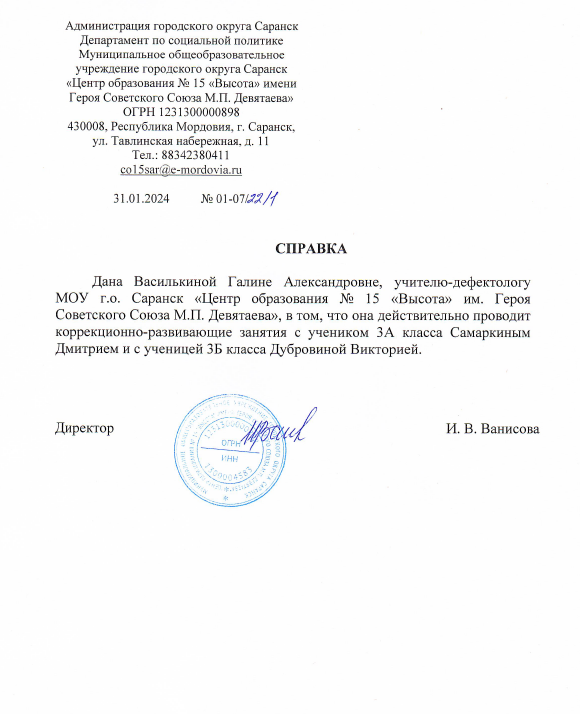 Администрация городского округа Саранск
Департамент по социальной политике
Муниципальное общеобразовательное
учреждение городского округа Саранск
«Центр образования № 15 «Высота» имени
Героя Советского Союза М.П. Девятаева»
ОГРН 1231300000898
430008, Республика Мордовия, г. Саранск,
ул. Тавлинская набережная, д. 11
Тел.: 88342380411
co15sar@e-mordovia.ru
31.01.2024 № 01-07/22/1
СПРАВКА
Дана Василькиной Галине Александровне, учителю-дефектологу
МОУ г.о. Саранск «Центр образования № 15 «Высота» им. Героя
Советского Союза М.П. Девятаева», в том, что она действительно проводит
коррекционно-развивающие занятия с учеником 3А класса Самаркиным
Дмитрием и с ученицей 3Б класса Дубровиной Викторией.
Директор И. В. Ванисова
ОГРН
ИНН
1300004583